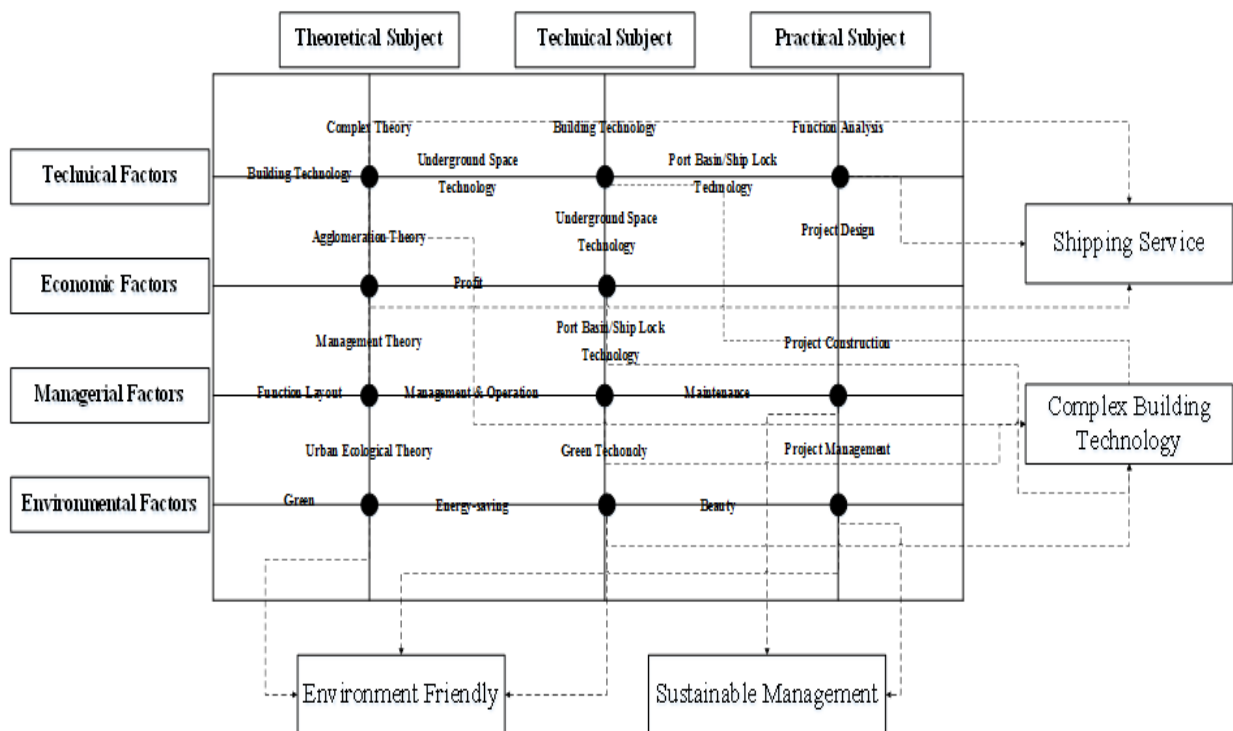 Theoretical Subject
Technical Subject
Practical Subject
Complex Theory
Building Technology
Function Analysis
Technical Factors
Building Technology
Underground Space
Technology
Port Basin/Ship Lock
Technology
Agglomeration Theory
Underground Space
Technology
Project Design
Shipping Service
Economic Factors
Profit
Management Theory
Port Basin/Ship Lock
Technology
Project Construction
Managerial Factors
Function Layout
Management & Operation
Maintenance
Complex Building
Technology
Urban Ecological Theory
Green Techonoly
Project Management
Environmental Factors
Green
Energy-saving
Beauty
Environment Friendly
Sustainable Management